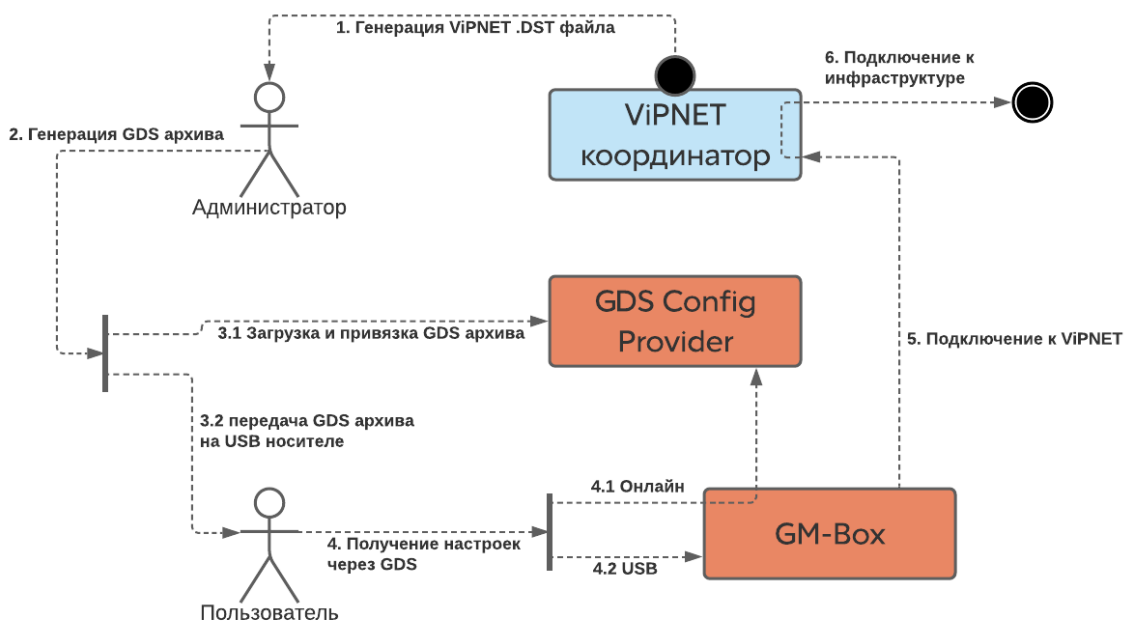 1. Генерация ViPNET .DST файла
6. Подключение к
инфраструктуре
ViPNET
координатор
2. Генерация GDS архива
Администратор
GDS Config
Provider
3.1 Загрузка и привязка GDS архива
5. Подключение к ViPNET
3.2 передача GDS архива
на USB носителе
4.1 Онлайн
GM-Box
4. Получение настроек
через GDS
4.2 USB
Пользователь